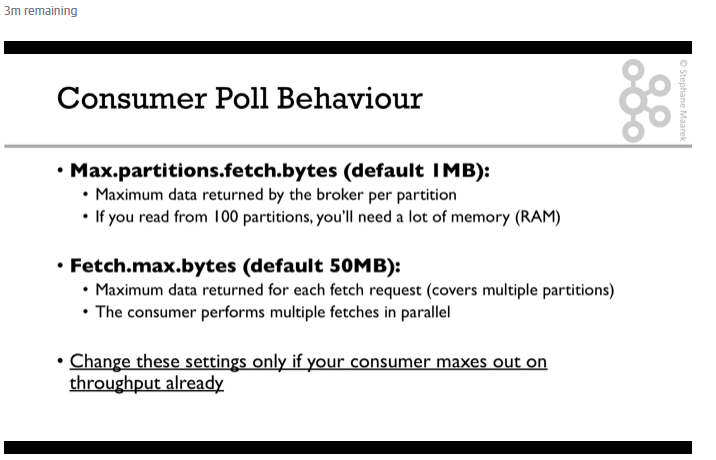 3m remaining
© Stephane Maarek
Consumer Poll Behaviour
• Max.partitions.fetch.bytes (default 1MB):
• Maximum data returned by the broker per partition
• If you read from 100 partitions, you'll need a lot of memory (RAM)
• Fetch.max.bytes (default 50MB):
• Maximum data returned for each fetch request (covers multiple partitions)
• The consumer performs multiple fetches in parallel
• Change these settings only if your consumer maxes out on
throughput already